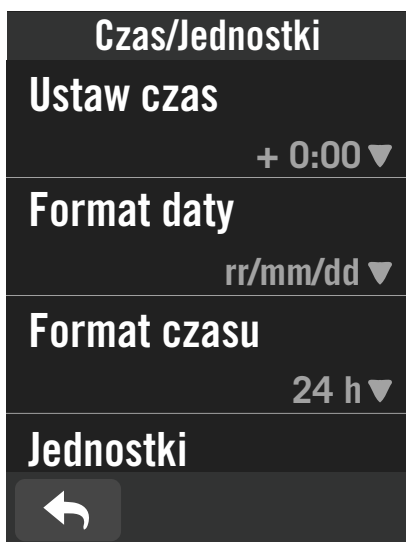 Czas/Jednostki
Ustaw czas
+ 0:00 ▼
Format daty
rr/mm/dd ▼
Format czasu
24 h ▼
Jednostki